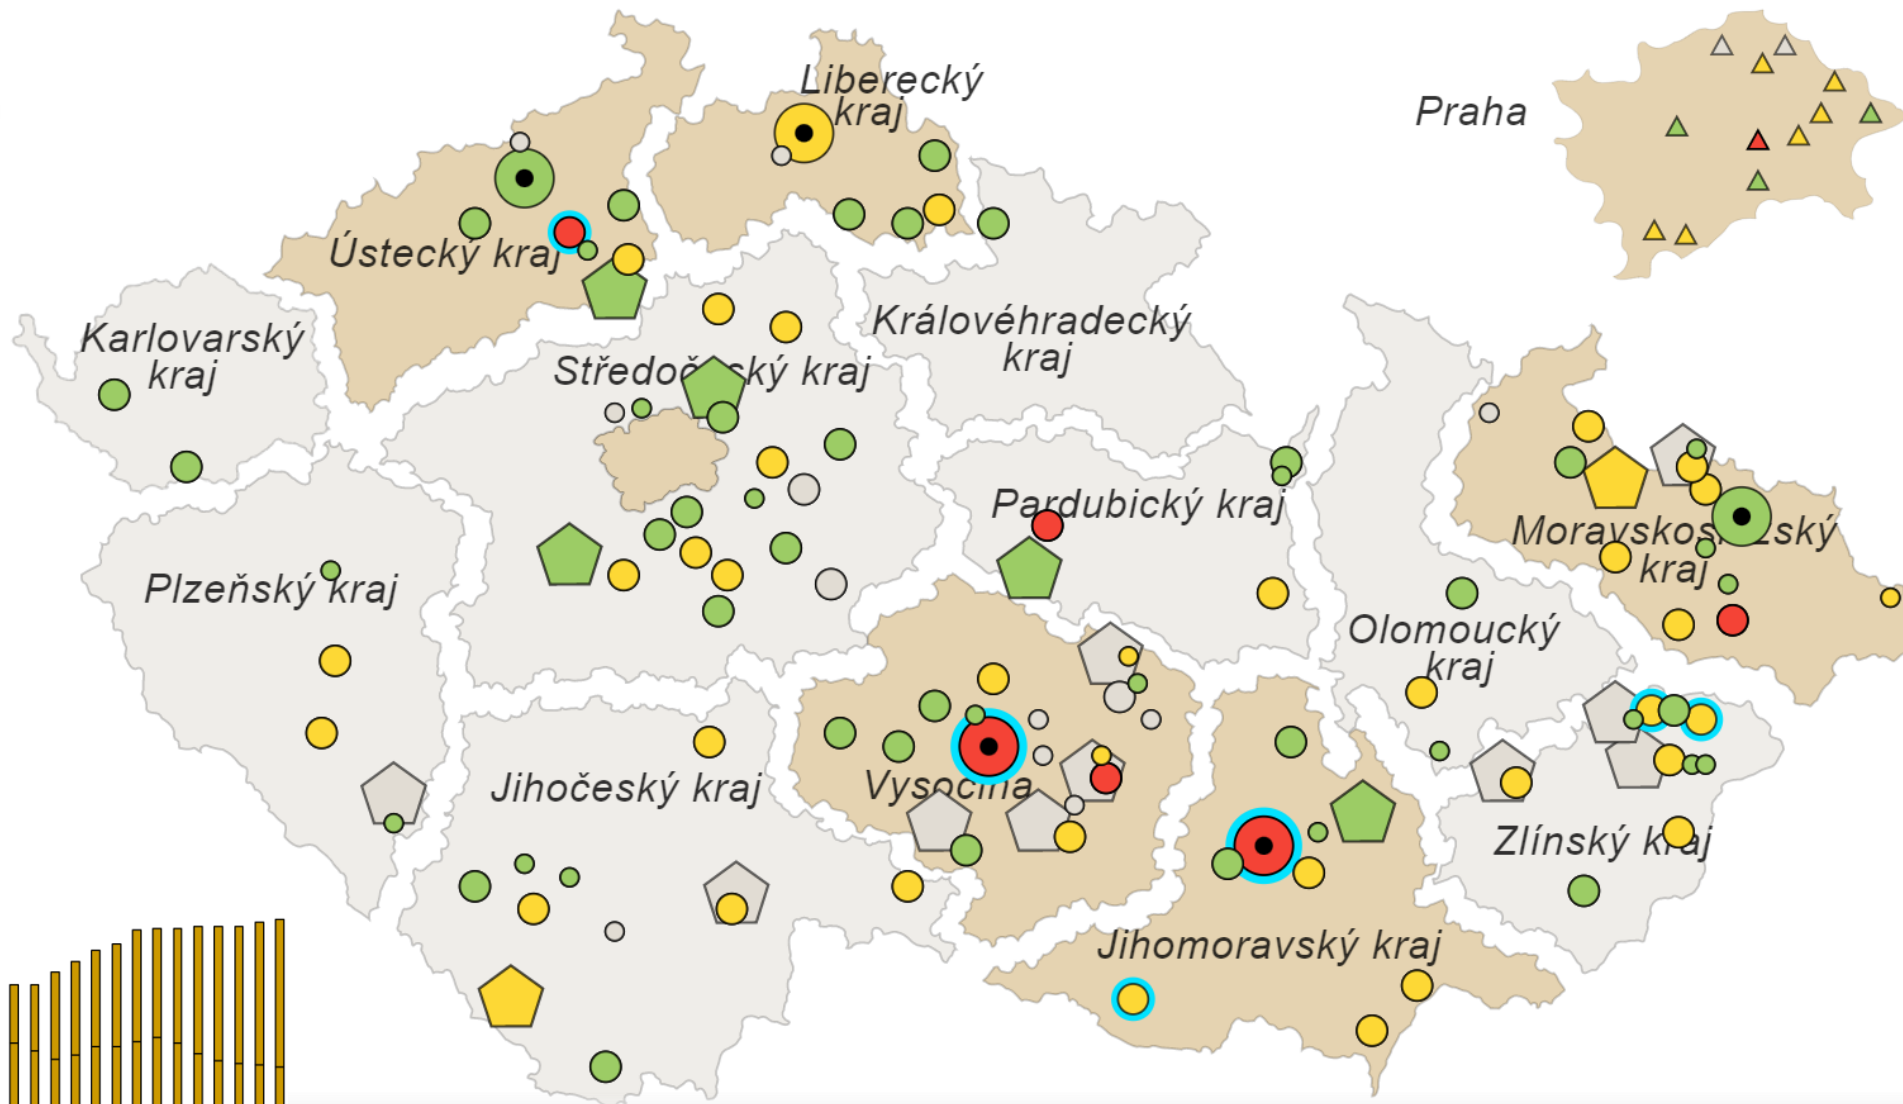 Liberecký
kraj
Praha
Ústecký kraj
Karlovarský
kraj
Královéhradecký
kraj
kraj
Pardubický kraj
kraj
Plzeňský kraj
Olomoucký
kraj
Jihočeský kraj
Vysočina
Zlínský kraj
Jihomoravský kraj